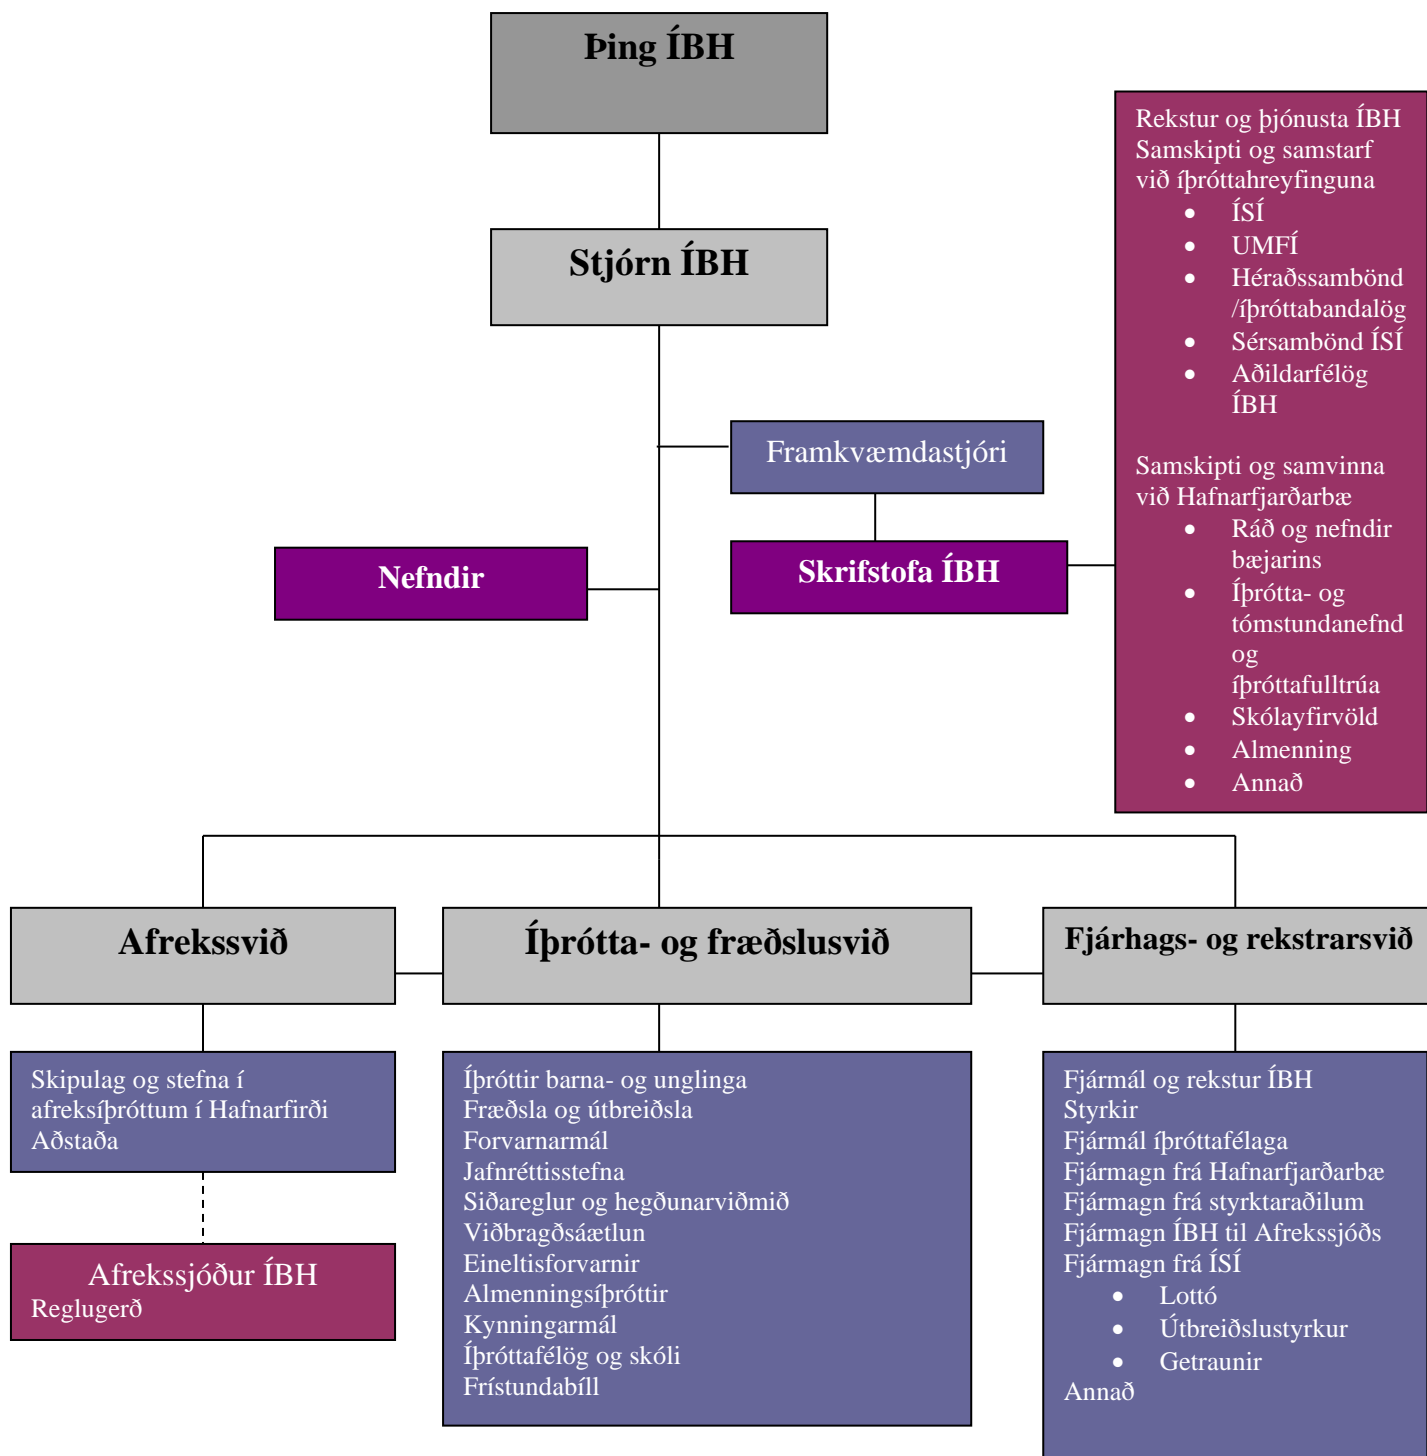 Þing ÍBH
Stjórn ÍBH
Framkvæmdastjóri
Nefndir
Skrifstofa ÍBH
Rekstur og þjónusta ÍBH
Samskipti og samstarf
við íþróttahreyfinguna
• ÍSÍ
• UMFÍ
• Héraðssambönd
/íþróttabandalög
• Sérsambönd ÍSÍ
• Aðildarfélög
ÍBH
Samskipti og samvinna
við Hafnarfjarðarbæ
• Ráð og nefndir
bæjarins
• Íþrótta- og
tómstundanefnd
og
íþróttafulltrúa
• Skólayfirvöld
• Almenning
• Annað
Afrekssvið
Skipulag og stefna í
afreksíþróttum í Hafnarfirði
Aðstaða
Afrekssjóður ÍBH
Reglugerð
Íþrótta- og fræðslusvið
Íþróttir barna- og unglinga
Fræðsla og útbreiðsla
Forvarnarmál
Jafnréttisstefna
Siðareglur og hegðunarviðmið
Viðbragðsáætlun
Eineltisforvarnir
Almenningsíþróttir
Kynningarmál
Íþróttafélög og skóli
Frístundabíll
Fjárhags- og rekstrarsvið
Fjármál og rekstur ÍBH
Styrkir
Fjármál íþróttafélaga
Fjármagn frá Hafnarfjarðarbæ
Fjármagn frá styrktaraðilum
Fjármagn ÍBH til Afrekssjóðs
Fjármagn frá ÍSÍ
• Lottó
• Útbreiðslustyrkur
• Getraunir
Annað